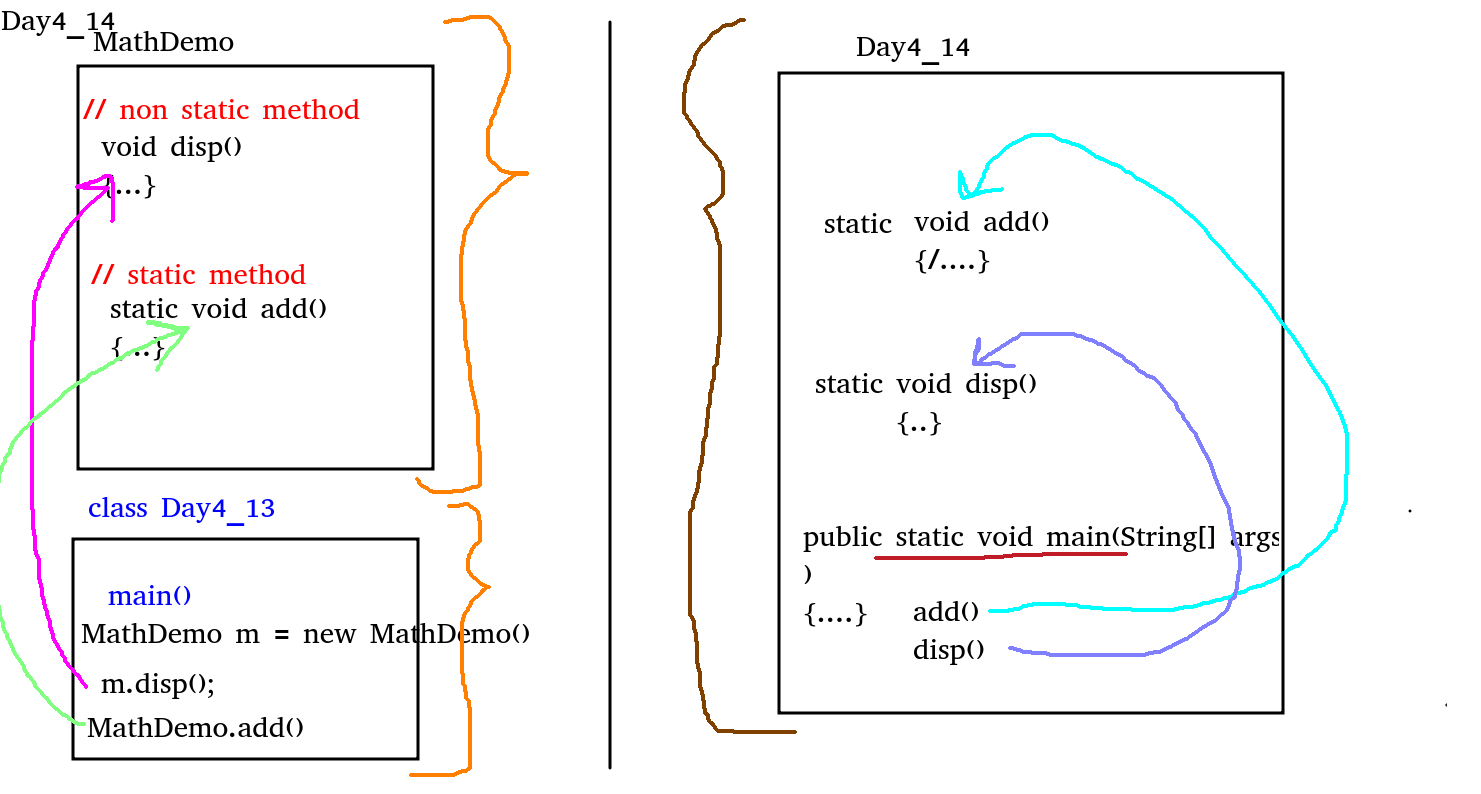 Day4_14
MathDemo
// non static method
void disp()
{...}
// static method
static void add()
{...}
class Day4_13
main()
MathDemo m = new MathDemo()
m.disp();
MathDemo.add()
Day4_14
static void add()
{/....}
static void disp()
{..}
public static void main(String[] args
)
{....} add()
disp()